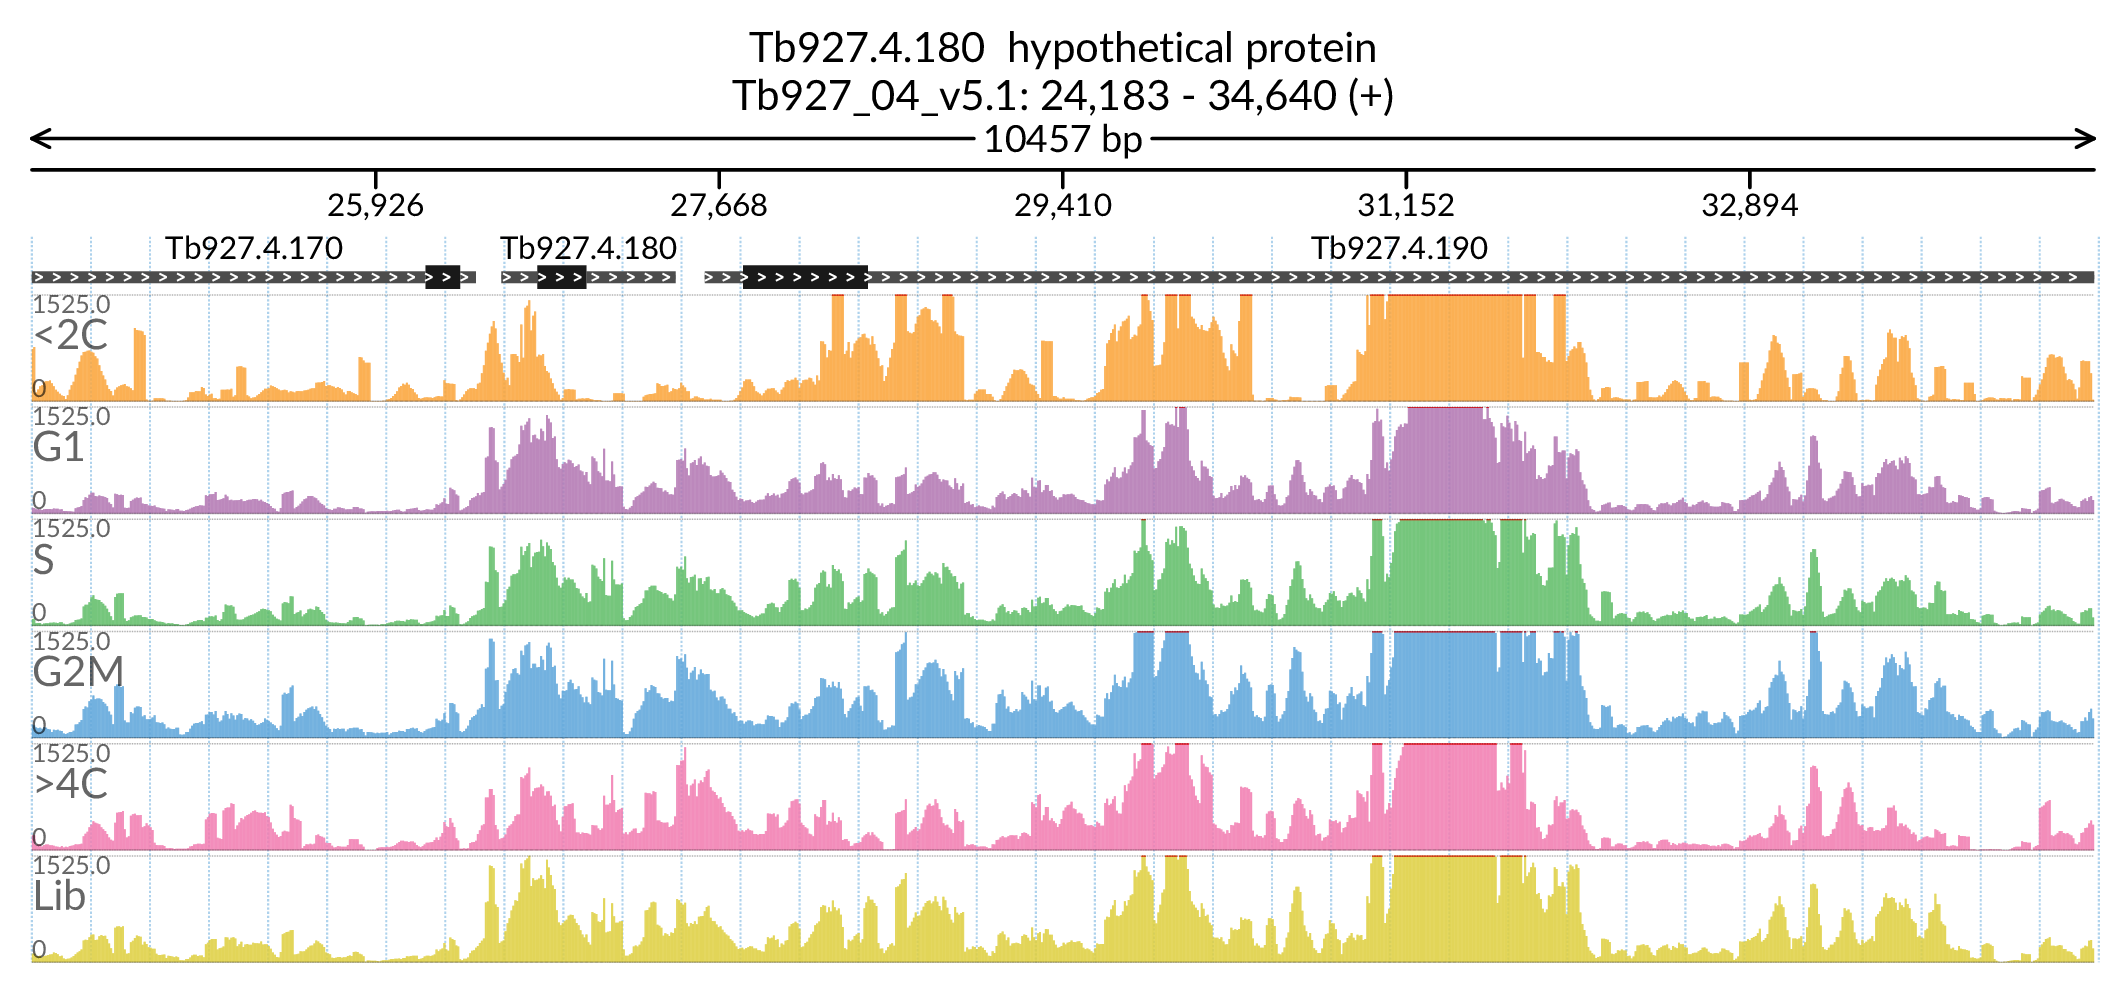 Tb927.4.180  hypothetical protein
Tb927_04_v5.1: 24,183 - 34,640 (+)
10457 bp
25,926 27,668 29,410 31,152 32,894
Tb927.4.170 Tb927.4.180 Tb927.4.190
1525.0
<2C
0
1525.0
G1
0
1525.0
S
0
1525.0
G2M
0
1525.0
>4C
0
1525.0
Lib
0